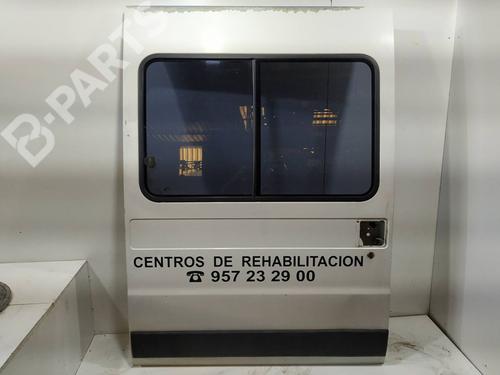 B-PARTS
CENTROS DE REHABILITACION
☎ 957 23 29 00